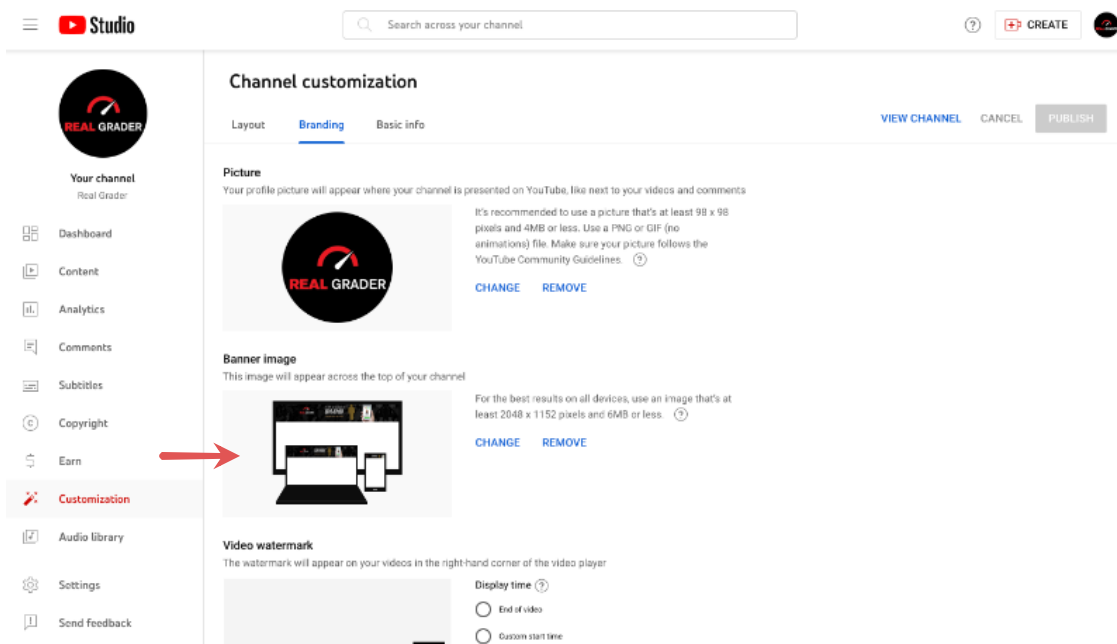 Studio
Search across your channel
CREATE
REAL GRADER
Your channel
Real Grader
Dashboard
Content
Analytics
Comments
Subtitles
Copyright
Earn
Customization
Audio library
Settings
Send feedback
Channel customization
Layout
Branding
Basic info
VIEW CHANNEL
CANCEL
PUBLISH
Picture
Your profile picture will appear where your channel is presented on YouTube, like next to your videos and comments
REAL GRADER
It's recommended to use a picture that's at least 98 x 98
pixels and 4MB or less. Use a PNG or GIF (no
animations) file. Make sure your picture follows the
YouTube Community Guidelines.
CHANGE
REMOVE
Banner image
This image will appear across the top of your channel
For the best results on all devices, use an image that's at
least 2048 x 1152 pixels and 6MB or less.
CHANGE
REMOVE
Video watermark
The watermark will appear on your videos in the right-hand corner of the video player
Display time
End of video
Custom start time